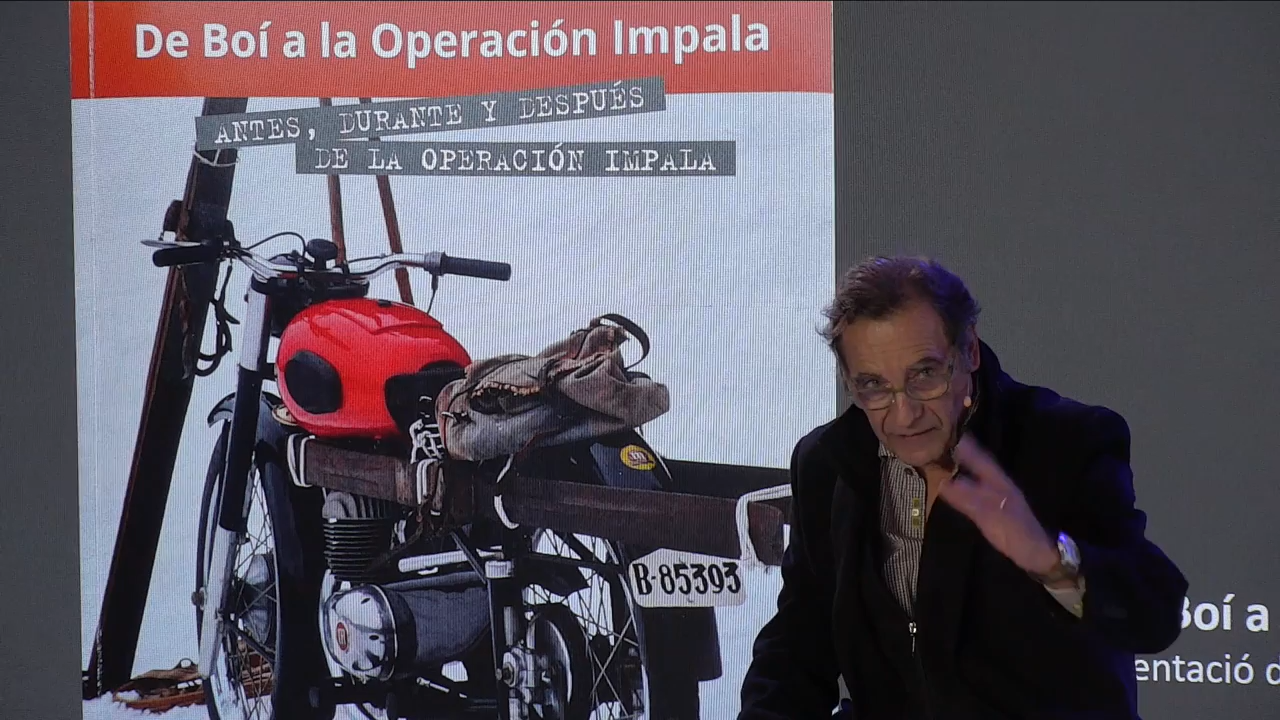 De Boí a la Operación Impala
ANTES, DURANTE Y DESPUÉS
DE LA OPERACIÓN IMPALA
B-85393
Boí a
entació d